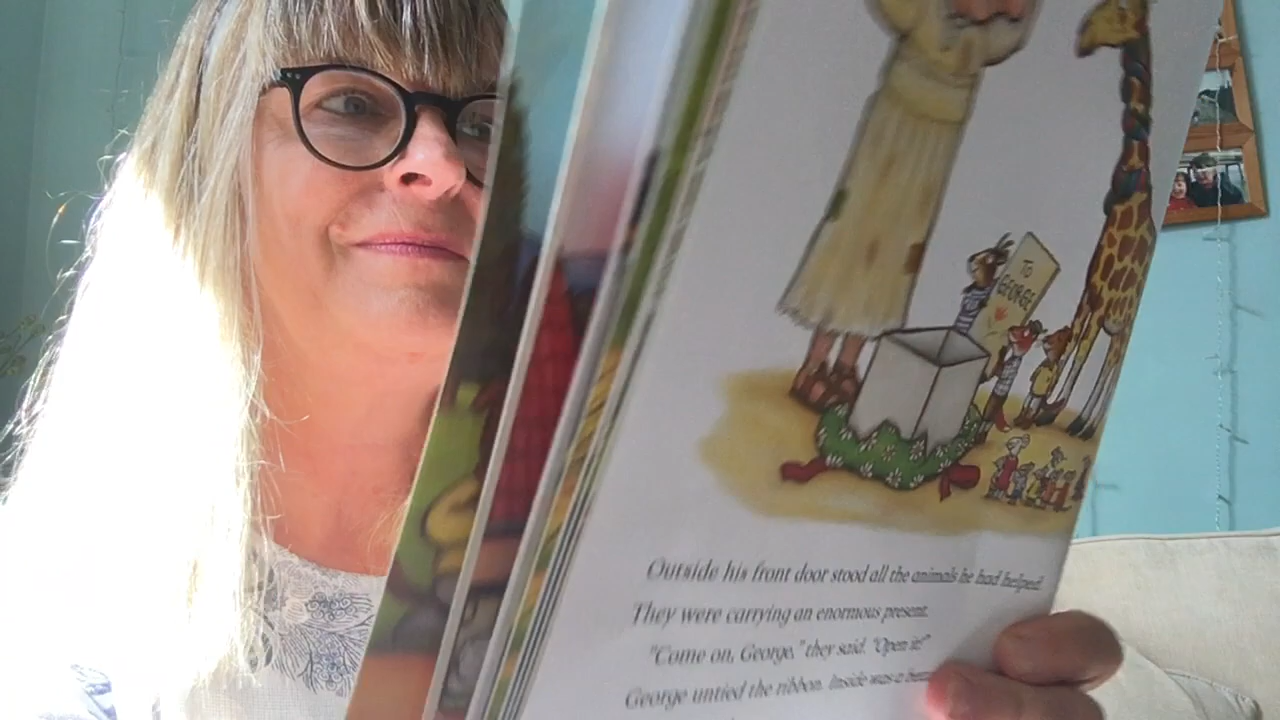 TO
GEORGE
Outside his front door stood all the animals he had helped!
They were carrying an enormous present.
"Come on, George," they said. "Open it!"
George untied the ribbon. Inside was a